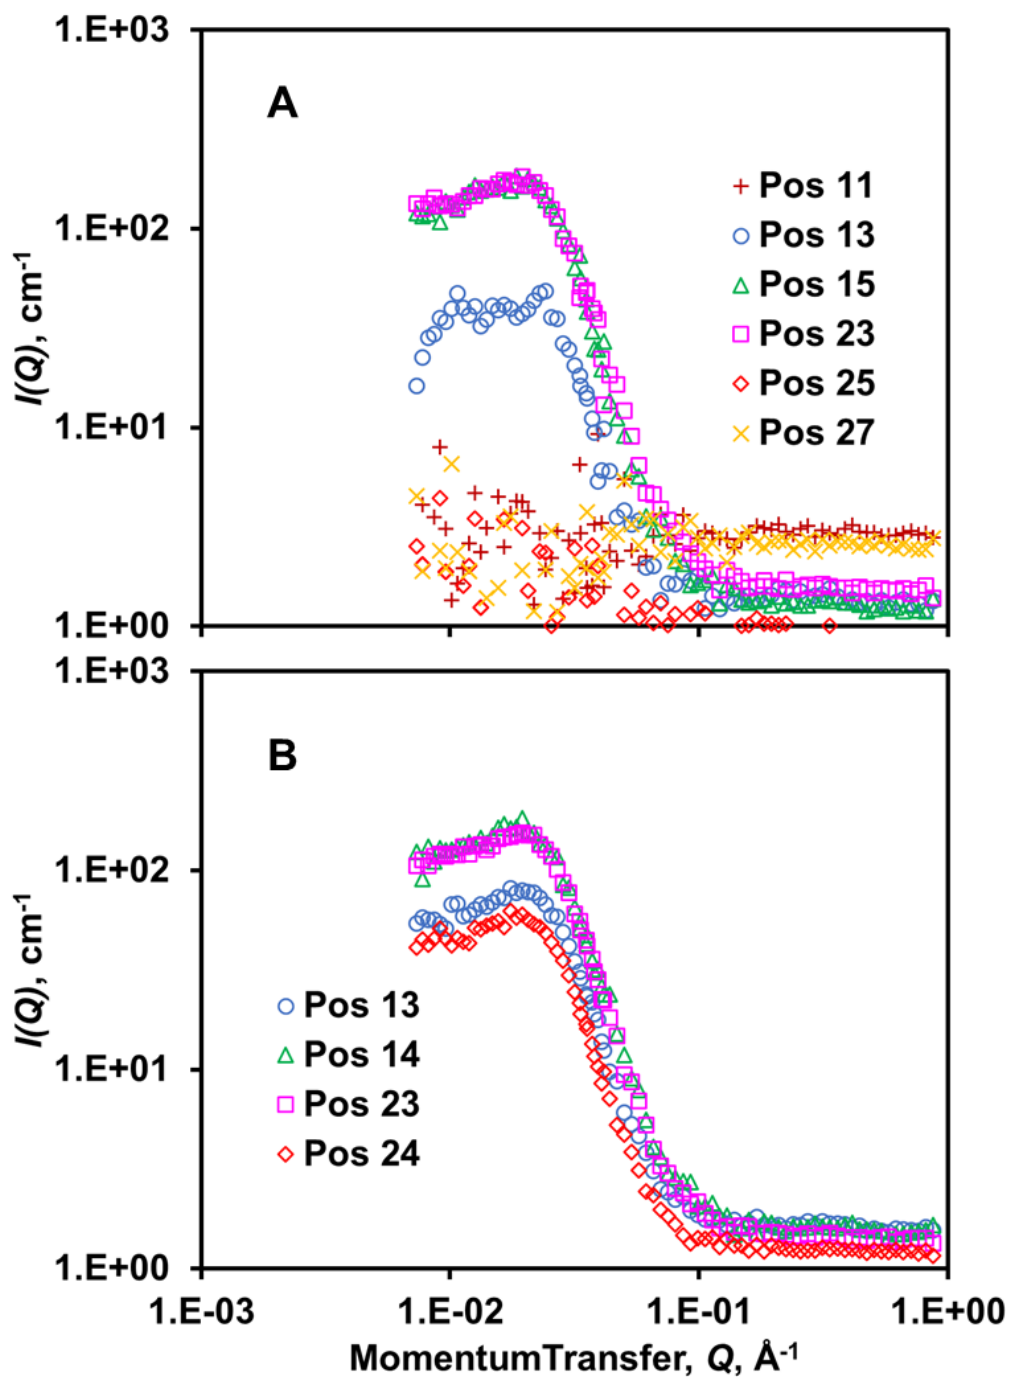 1.E+03
A
Pos 11
Pos 13
Pos 15
Pos 23
Pos 25
Pos 27
1.E+02
1.E+01
1.E+00
I(Q), cm-1
1.E+03
B
1.E+02
Pos 13
Pos 14
Pos 23
Pos 24
1.E+01
1.E+00
I(Q), cm-1
1.E-03 1.E-02 1.E-01 1.E+00
MomentumTransfer, Q, Å-1